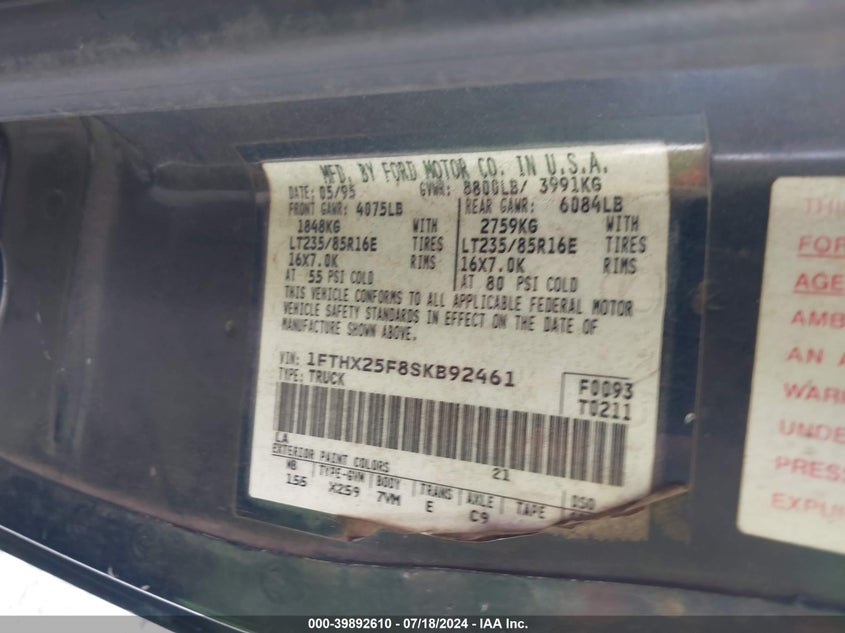 MFD. BY FORD MOTOR CO. IN U.S.A.
DATE: 05/95 GVWR: 8800LB/ 3991KG
FRONT GAWR: 4075LB REAR GAWR: 6084LB
1848KG WITH 2759KG WITH
LT235/85R16E TIRES LT235/85R16E TIRES
16X7.0K RIMS 16X7.0K RIMS
AT 55 PSI COLD AT 80 PSI COLD
THIS VEHICLE CONFORMS TO ALL APPLICABLE FEDERAL MOTOR
VEHICLE SAFETY STANDARDS IN EFFECT ON THE DATE OF
MANUFACTURE SHOWN ABOVE.
VIN: 1FTHX25F8SKB92461
TYPE: TRUCK
F0093
T0211
LA 21
EXTERIOR PAINT COLORS
WB TYPE-GVW BODY TRANS AXLE TAPE DSO
155 X259 7VM E C9
FOR
AGE
AMB
AN A
WARN
UNDE
PRESS
EXPU
000-39892610 - 07/18/2024 - IAAI.com